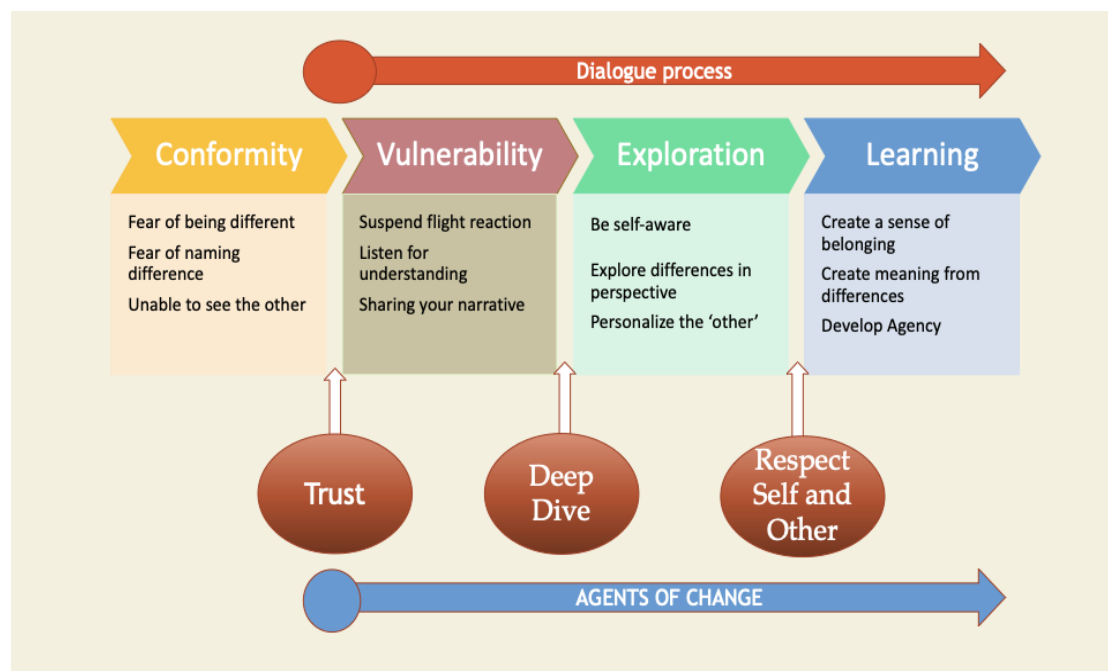 Dialogue process
Conformity
Vulnerability
Exploration
Learning
Fear of being different
Fear of naming
difference
Unable to see the other
Suspend flight reaction
Listen for
understanding
Sharing your narrative
Be self-aware
Explore differences in
perspective
Personalize the ‘other’
Create a sense of
belonging
Create meaning from
differences
Develop Agency
Trust
Deep
Dive
Respect
Self and
Other
AGENTS OF CHANGE